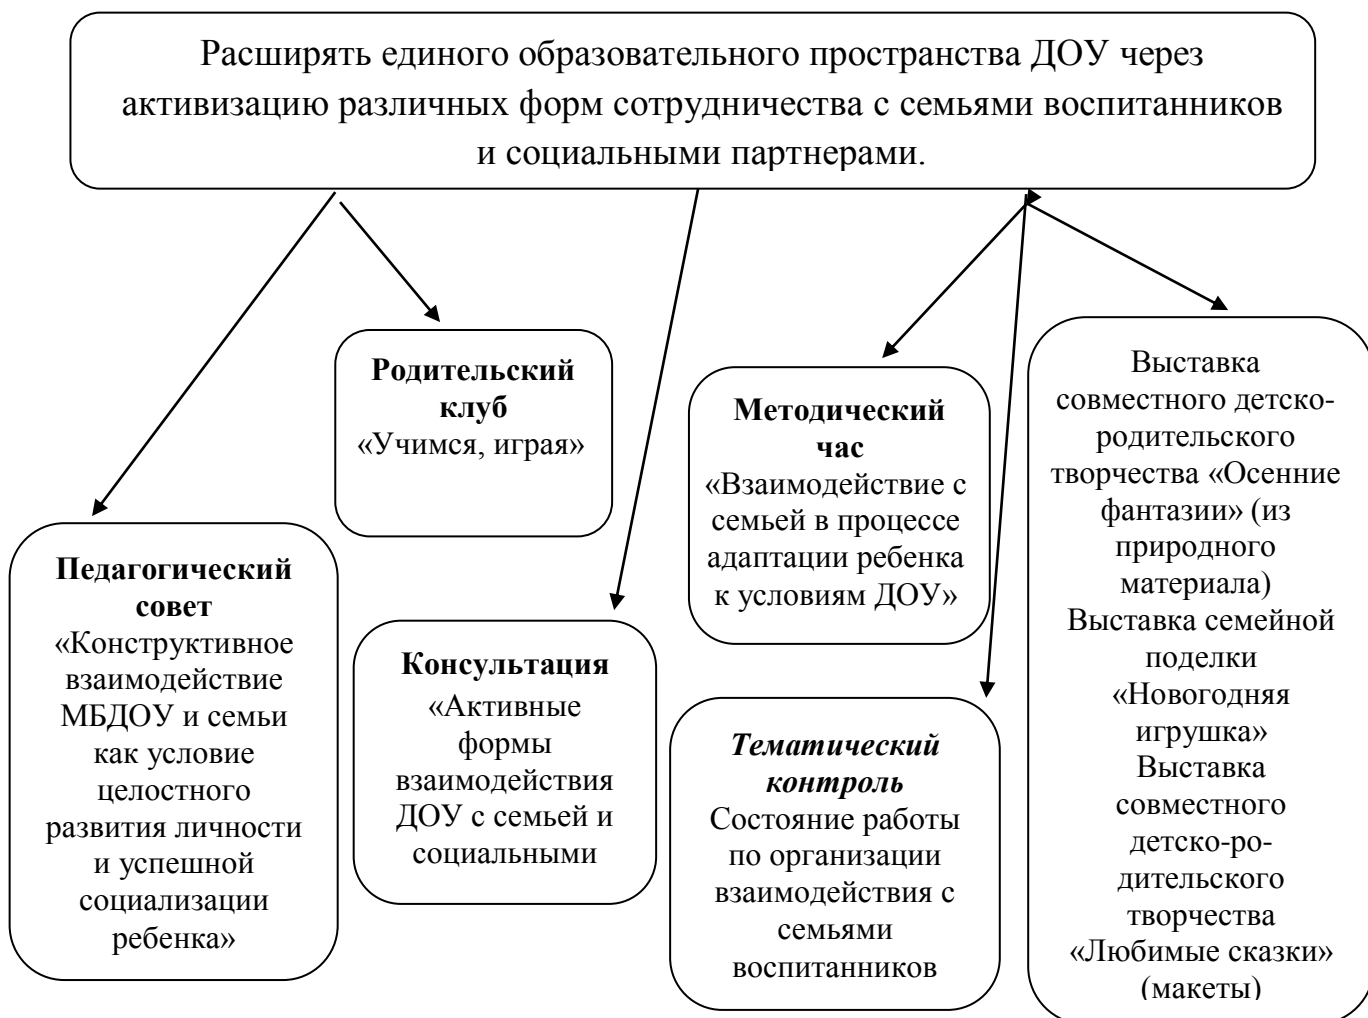 Расширять единого образовательного пространства ДОУ через
активизацию различных форм сотрудничества с семьями воспитанников
и социальными партнерами.
Родительский
клуб
«Учимся, играя»
Методический
час
«Взаимодействие с
семьей в процессе
адаптации ребенка
к условиям ДОУ»
Выставка
совместного детско-
родительского
творчества «Осенние
фантазии» (из
природного
материала)
Выставка семейной
поделки
«Новогодняя
игрушка»
Выставка
совместного
детско-ро-
дительского
творчества
«Любимые сказки»
(макеты)
Педагогический
совет
«Конструктивное
взаимодействие
МБДОУ и семьи
как условие
целостного
развития личности
и успешной
социализации
ребенка»
Консультация
«Активные
формы
взаимодействия
ДОУ с семьей и
социальными
Тематический
контроль
Состояние работы
по организации
взаимодействия с
семьями
воспитанников